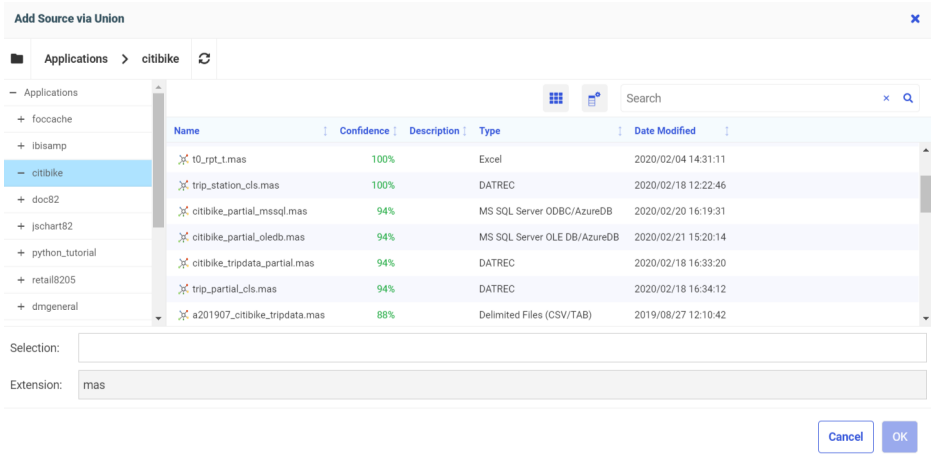 Add Source via Union
Applications > citibike
− Applications
+ foccache
+ ibisamp
− citibike
+ doc82
+ jschart82
+ python_tutorial
+ retail8205
+ dmgeneral
Search
Name Confidence Description Type Date Modified
t0_rpt_t.mas 100% Excel 2020/02/04 14:31:11
trip_station_cls.mas 100% DATREC 2020/02/18 12:22:46
citibike_partial_mssql.mas 94% MS SQL Server ODBC/AzureDB 2020/02/20 16:19:31
citibike_partial_oledb.mas 94% MS SQL Server OLE DB/AzureDB 2020/02/21 15:20:14
citibike_tripdata_partial.mas 94% DATREC 2020/02/18 16:33:20
trip_partial_cls.mas 94% DATREC 2020/02/18 16:34:12
a201907_citibike_tripdata.mas 88% Delimited Files (CSV/TAB) 2019/08/27 12:10:42
Selection:
Extension: mas
Cancel OK